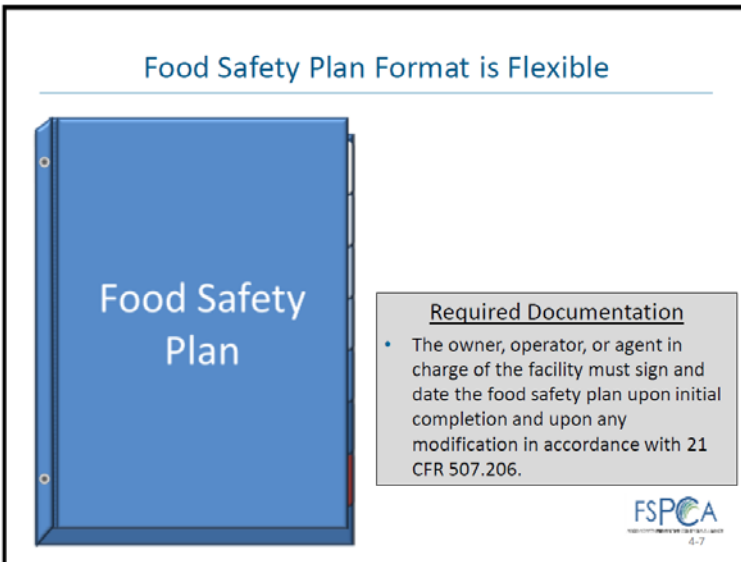 Food Safety Plan Format is Flexible
Food Safety
Plan
Required Documentation
• The owner, operator, or agent in
charge of the facility must sign and
date the food safety plan upon initial
completion and upon any
modification in accordance with 21
CFR 507.206.
FSPCA
4-7